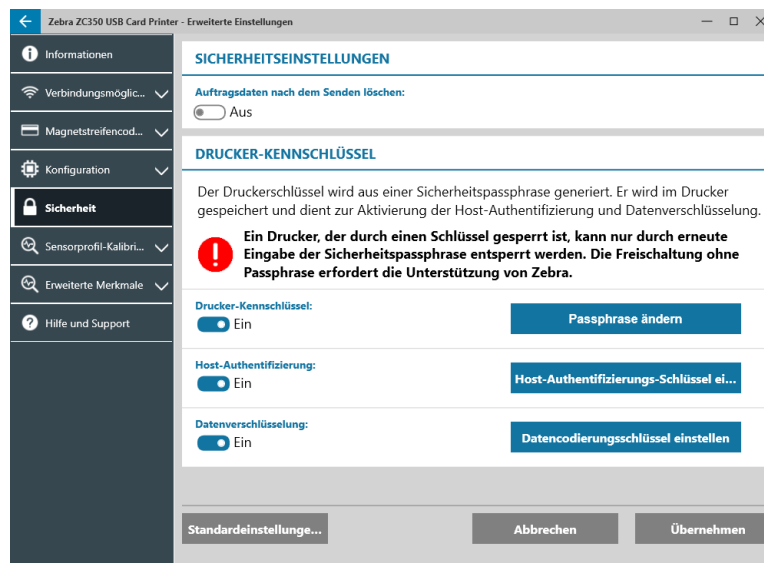 Zebra ZC350 USB Card Printer - Erweiterte Einstellungen
Informationen
Verbindungsmöglic...
Magnetstreifencod...
Konfiguration
Sicherheit
Sensorprofil-Kalibri...
Erweiterte Merkmale
Hilfe und Support
SICHERHEITSEINSTELLUNGEN
Auftragsdaten nach dem Senden löschen:
Aus
DRUCKER-KENNSCHLÜSSEL
Der Druckerschlüssel wird aus einer Sicherheitspassphrase generiert. Er wird im Drucker
gespeichert und dient zur Aktivierung der Host-Authentifizierung und Datenverschlüsselung.
Ein Drucker, der durch einen Schlüssel gesperrt ist, kann nur durch erneute
Eingabe der Sicherheitspassphrase entsperrt werden. Die Freischaltung ohne
Passphrase erfordert die Unterstützung von Zebra.
Drucker-Kennschlüssel:
Ein
Passphrase ändern
Host-Authentifizierung:
Ein
Host-Authentifizierungs-Schlüssel ei...
Datenverschlüsselung:
Ein
Datencodierungsschlüssel einstellen
Standardeinstellunge...
Abbrechen
Übernehmen